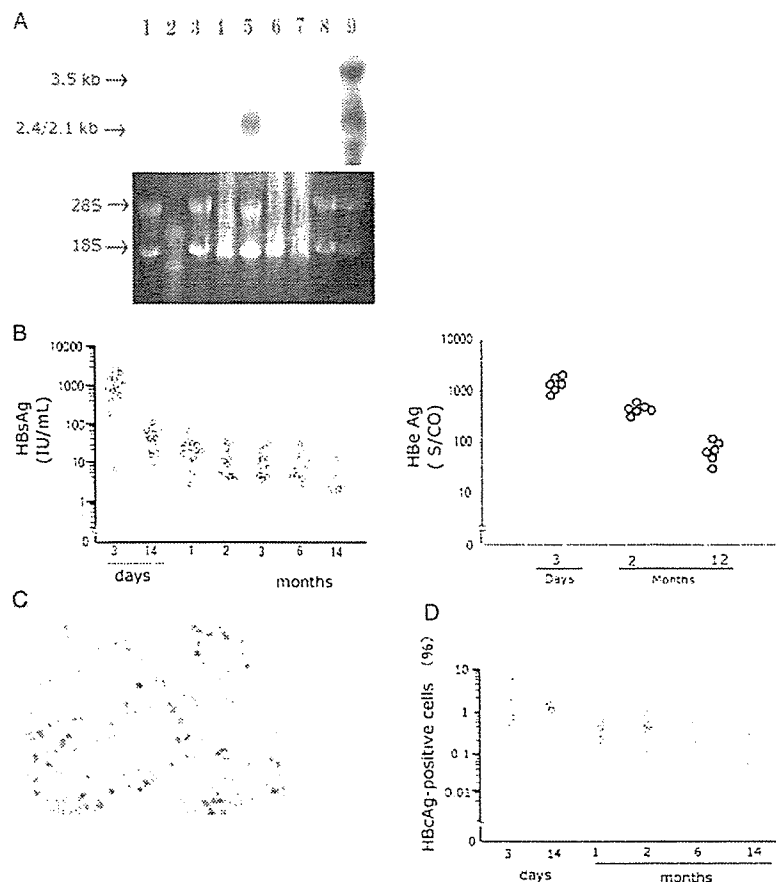 A
1 2 3 4 5 6 7 8 9
3.5 kb
2.4/2.1 kb
28S
18S
B
HBsAg
(IU/mL)
10000
1000
100
10
1
0
3 14 1 2 3 6 14
days months
HBe Ag
( S/CO)
10000
1000
100
10
0
3 2 12
Days Months
C
D
HBcAg-positive cells (%)
10
1
0.1
0.01
0
3 14 1 2 6 14
days months